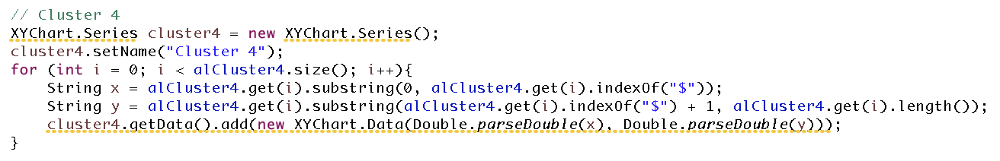 // Cluster 4
XYChart.Series cluster4 = new XYChart.Series();
cluster4.setName("Cluster 4");
for (int i = 0; i < alCluster4.size(); i++){
    String x = alCluster4.get(i).substring(0, alCluster4.get(i).indexOf("$"));
    String y = alCluster4.get(i).substring(alCluster4.get(i).indexOf("$") + 1, alCluster4.get(i).length());
    cluster4.getData().add(new XYChart.Data(Double.parseDouble(x), Double.parseDouble(y)));
}